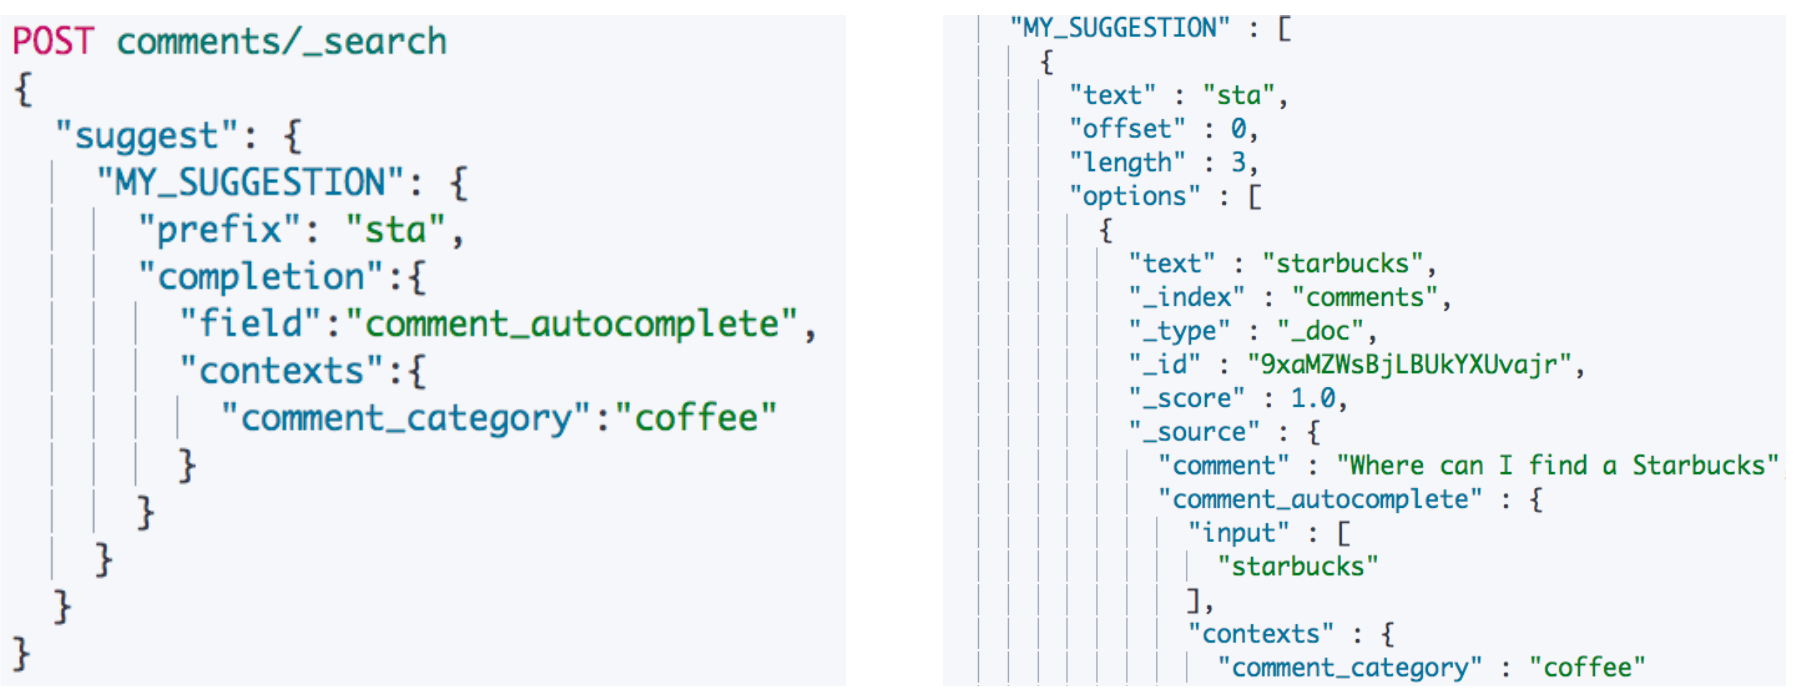 POST comments/_search
{
  "suggest": {
    "MY_SUGGESTION": {
      "prefix": "sta",
      "completion":{
        "field":"comment_autocomplete",
        "contexts":{
          "comment_category":"coffee"
        }
      }
    }
  }
}
"MY_SUGGESTION" : [
  {
    "text" : "sta",
    "offset" : 0,
    "length" : 3,
    "options" : [
      {
        "text" : "starbucks",
        "_index" : "comments",
        "_type" : "_doc",
        "_id" : "9xaMZWsBjLBUkYXUvajr",
        "_score" : 1.0,
        "_source" : {
          "comment" : "Where can I find a Starbucks"
          "comment_autocomplete" : {
            "input" : [
              "starbucks"
            ],
            "contexts" : {
              "comment_category" : "coffee"